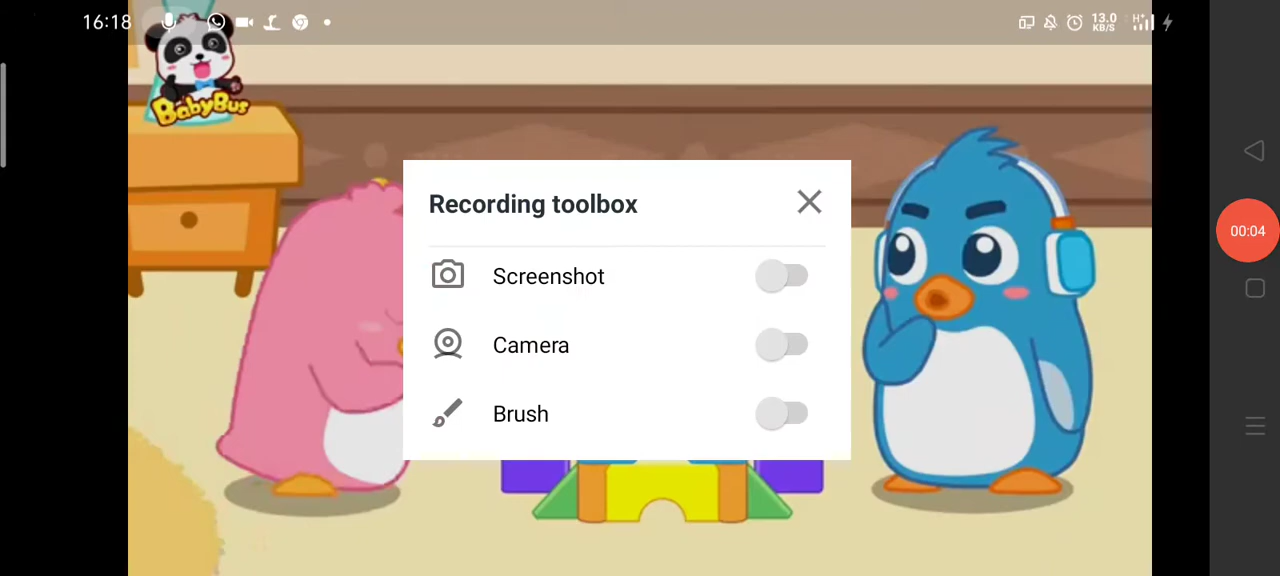 16:18
13.0
KB/S
H+
BabyBus
Recording toolbox
Screenshot
Camera
Brush
00:04